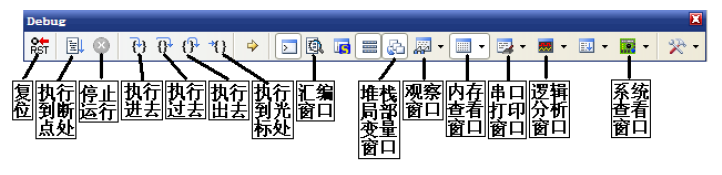 Debug
RST
复位
执行到断点处
停止运行
执行进去
执行过去
执行出去
执行到光标处
汇编窗口
堆栈局部变量窗口
观察窗口
内存查看窗口
串口打印窗口
逻辑分析窗口
系统查看窗口